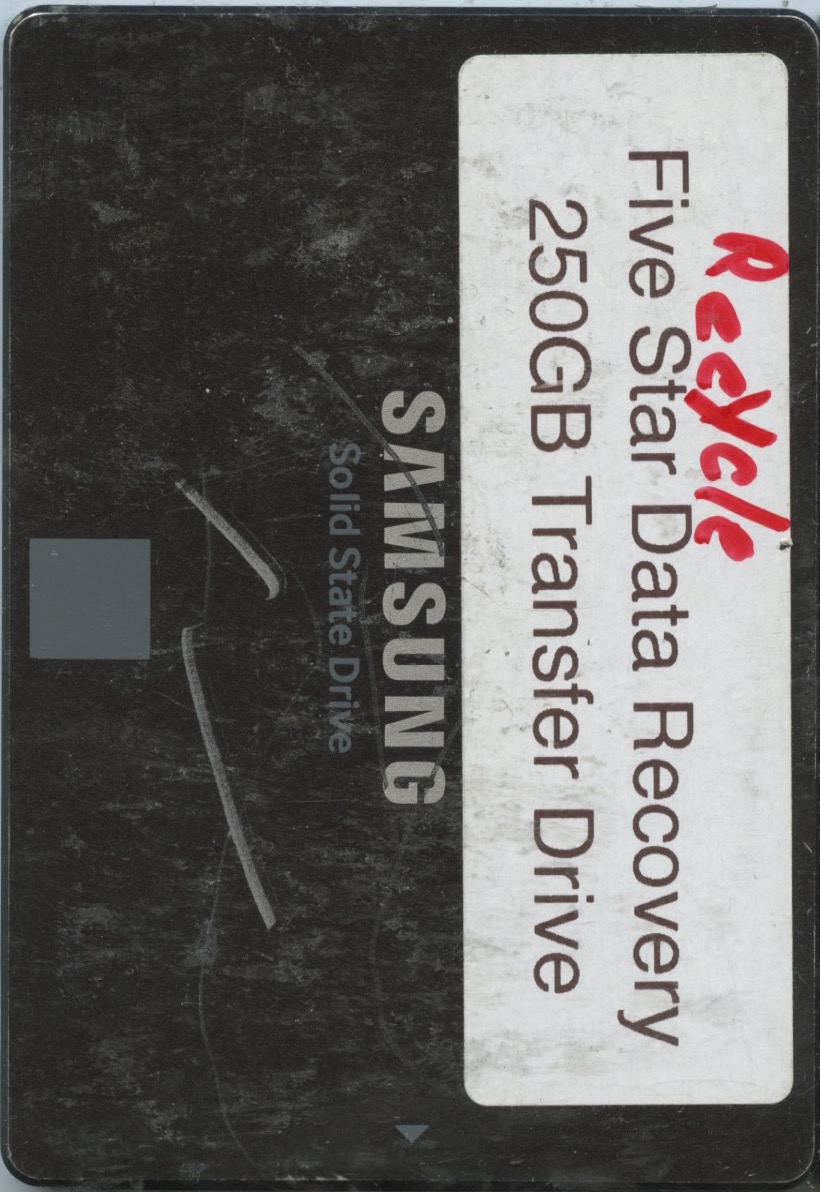 Recycle
Five Star Data Recovery
250GB Transfer Drive
SAMSUNG
Solid State Drive